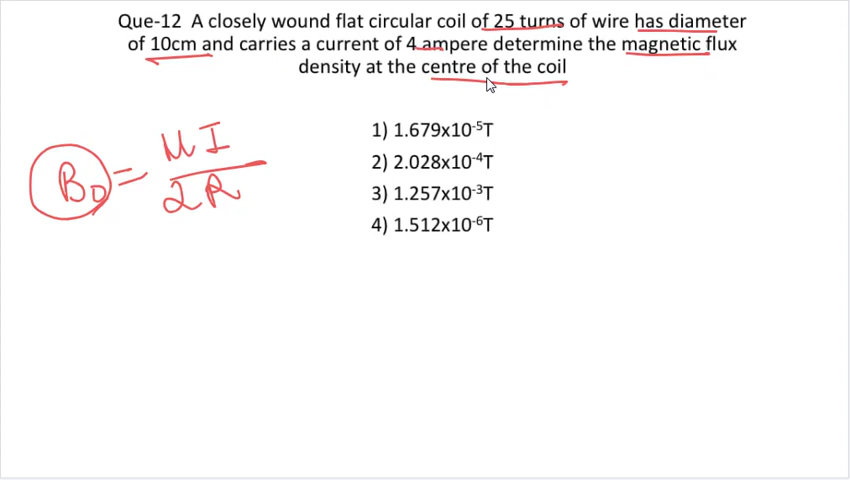 Que-12 A closely wound flat circular coil of 25 turns of wire has diameter
of 10cm and carries a current of 4 ampere determine the magnetic flux
density at the centre of the coil
1) 1.679x10⁻⁵T
2) 2.028x10⁻⁴T
3) 1.257x10⁻³T
4) 1.512x10⁻⁶T
B₀ = μI
2R